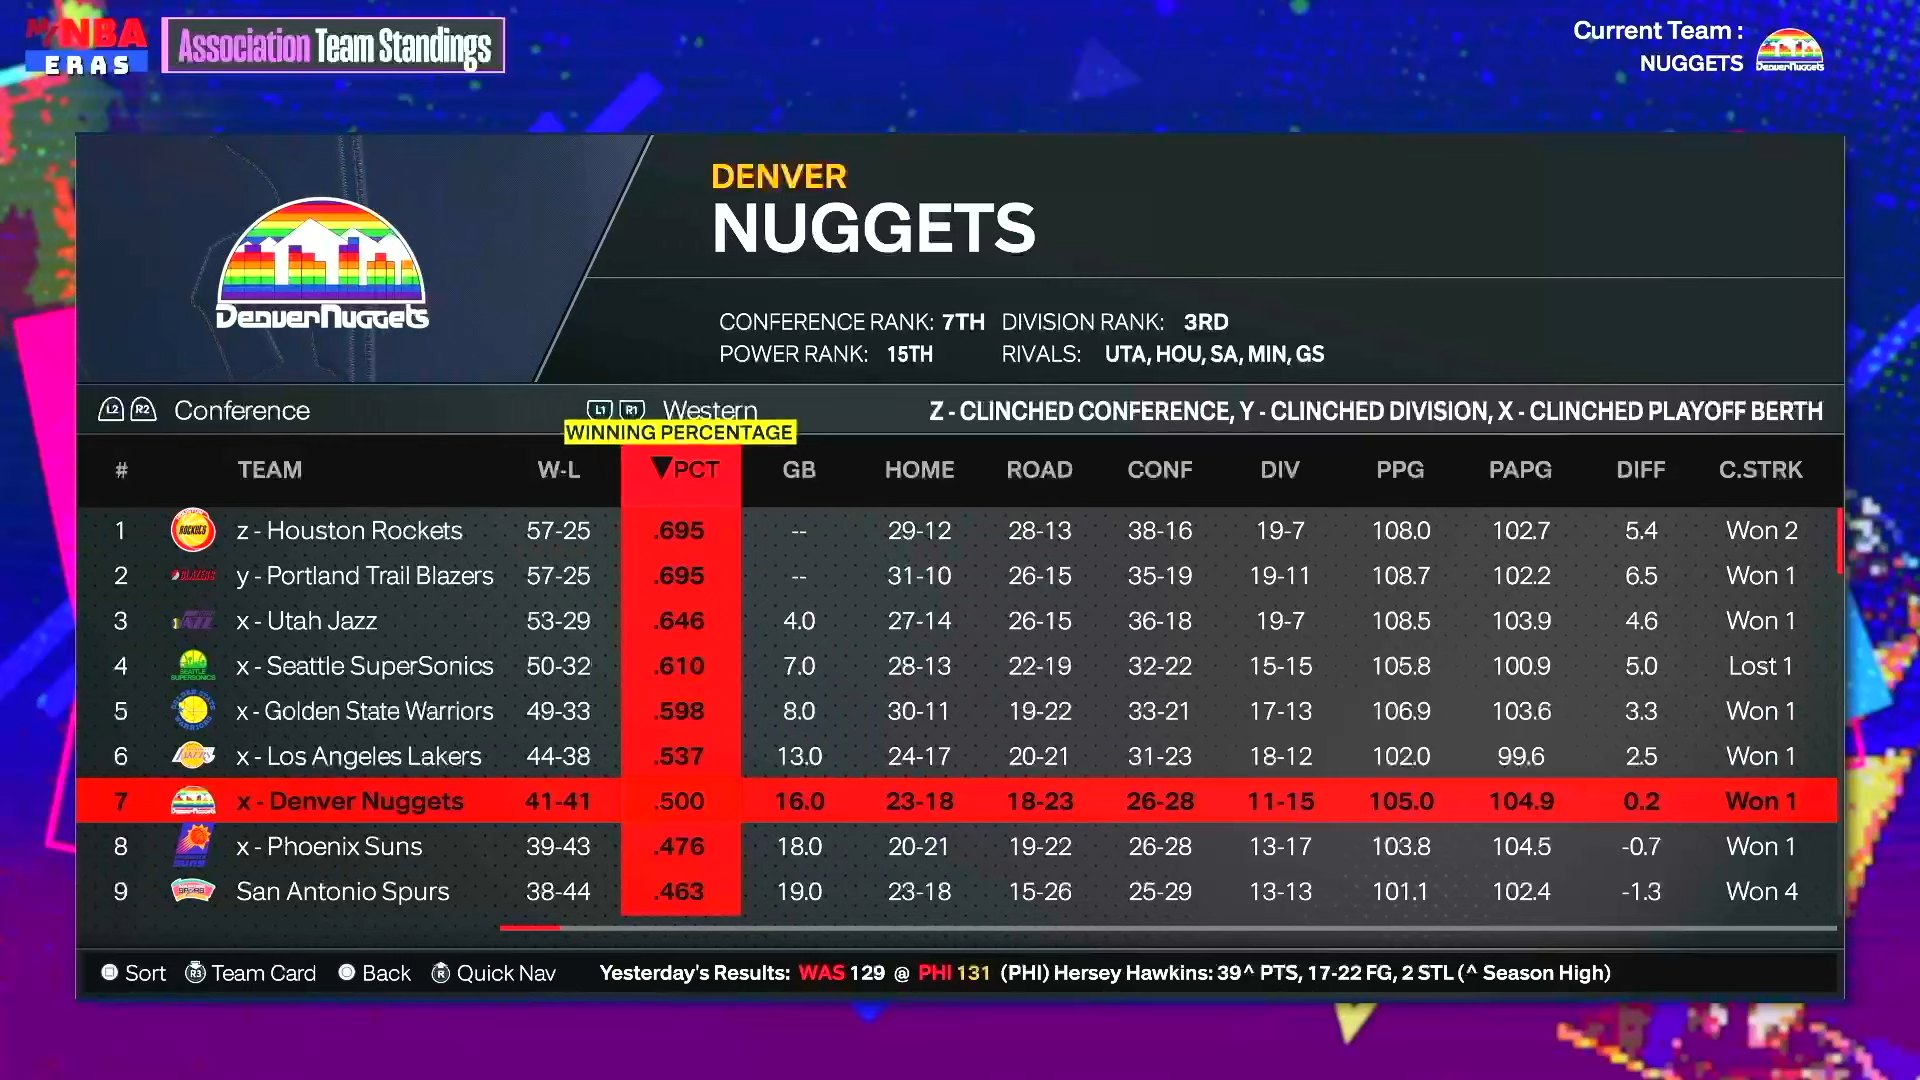 MyNBA ERAS
Association Team Standings
Current Team :
NUGGETS
DenverNuggets
DENVER
NUGGETS
DenverNuggets
CONFERENCE RANK: 7TH DIVISION RANK: 3RD
POWER RANK: 15TH RIVALS: UTA, HOU, SA, MIN, GS
L2 R2 Conference L1 R1 Western Z - CLINCHED CONFERENCE, Y - CLINCHED DIVISION, X - CLINCHED PLAYOFF BERTH
WINNING PERCENTAGE
# TEAM W-L ▼PCT GB HOME ROAD CONF DIV PPG PAPG DIFF C.STRK
1 ROCKETS z - Houston Rockets 57-25 .695 -- 29-12 28-13 38-16 19-7 108.0 102.7 5.4 Won 2
2 BLAZERS y - Portland Trail Blazers 57-25 .695 -- 31-10 26-15 35-19 19-11 108.7 102.2 6.5 Won 1
3 JAZZ x - Utah Jazz 53-29 .646 4.0 27-14 26-15 36-18 19-7 108.5 103.9 4.6 Won 1
4 SEATTLE SUPERSONICS x - Seattle SuperSonics 50-32 .610 7.0 28-13 22-19 32-22 15-15 105.8 100.9 5.0 Lost 1
5 GOLDEN STATE WARRIORS x - Golden State Warriors 49-33 .598 8.0 30-11 19-22 33-21 17-13 106.9 103.6 3.3 Won 1
6 LAKERS x - Los Angeles Lakers 44-38 .537 13.0 24-17 20-21 31-23 18-12 102.0 99.6 2.5 Won 1
7 x - Denver Nuggets 41-41 .500 16.0 23-18 18-23 26-28 11-15 105.0 104.9 0.2 Won 1
8 SUNS x - Phoenix Suns 39-43 .476 18.0 20-21 19-22 26-28 13-17 103.8 104.5 -0.7 Won 1
9 SPURS San Antonio Spurs 38-44 .463 19.0 23-18 15-26 25-29 13-13 101.1 102.4 -1.3 Won 4
Sort R3 Team Card Back R Quick Nav Yesterday's Results: WAS 129 @ PHI 131 (PHI) Hersey Hawkins: 39^ PTS, 17-22 FG, 2 STL (^ Season High)